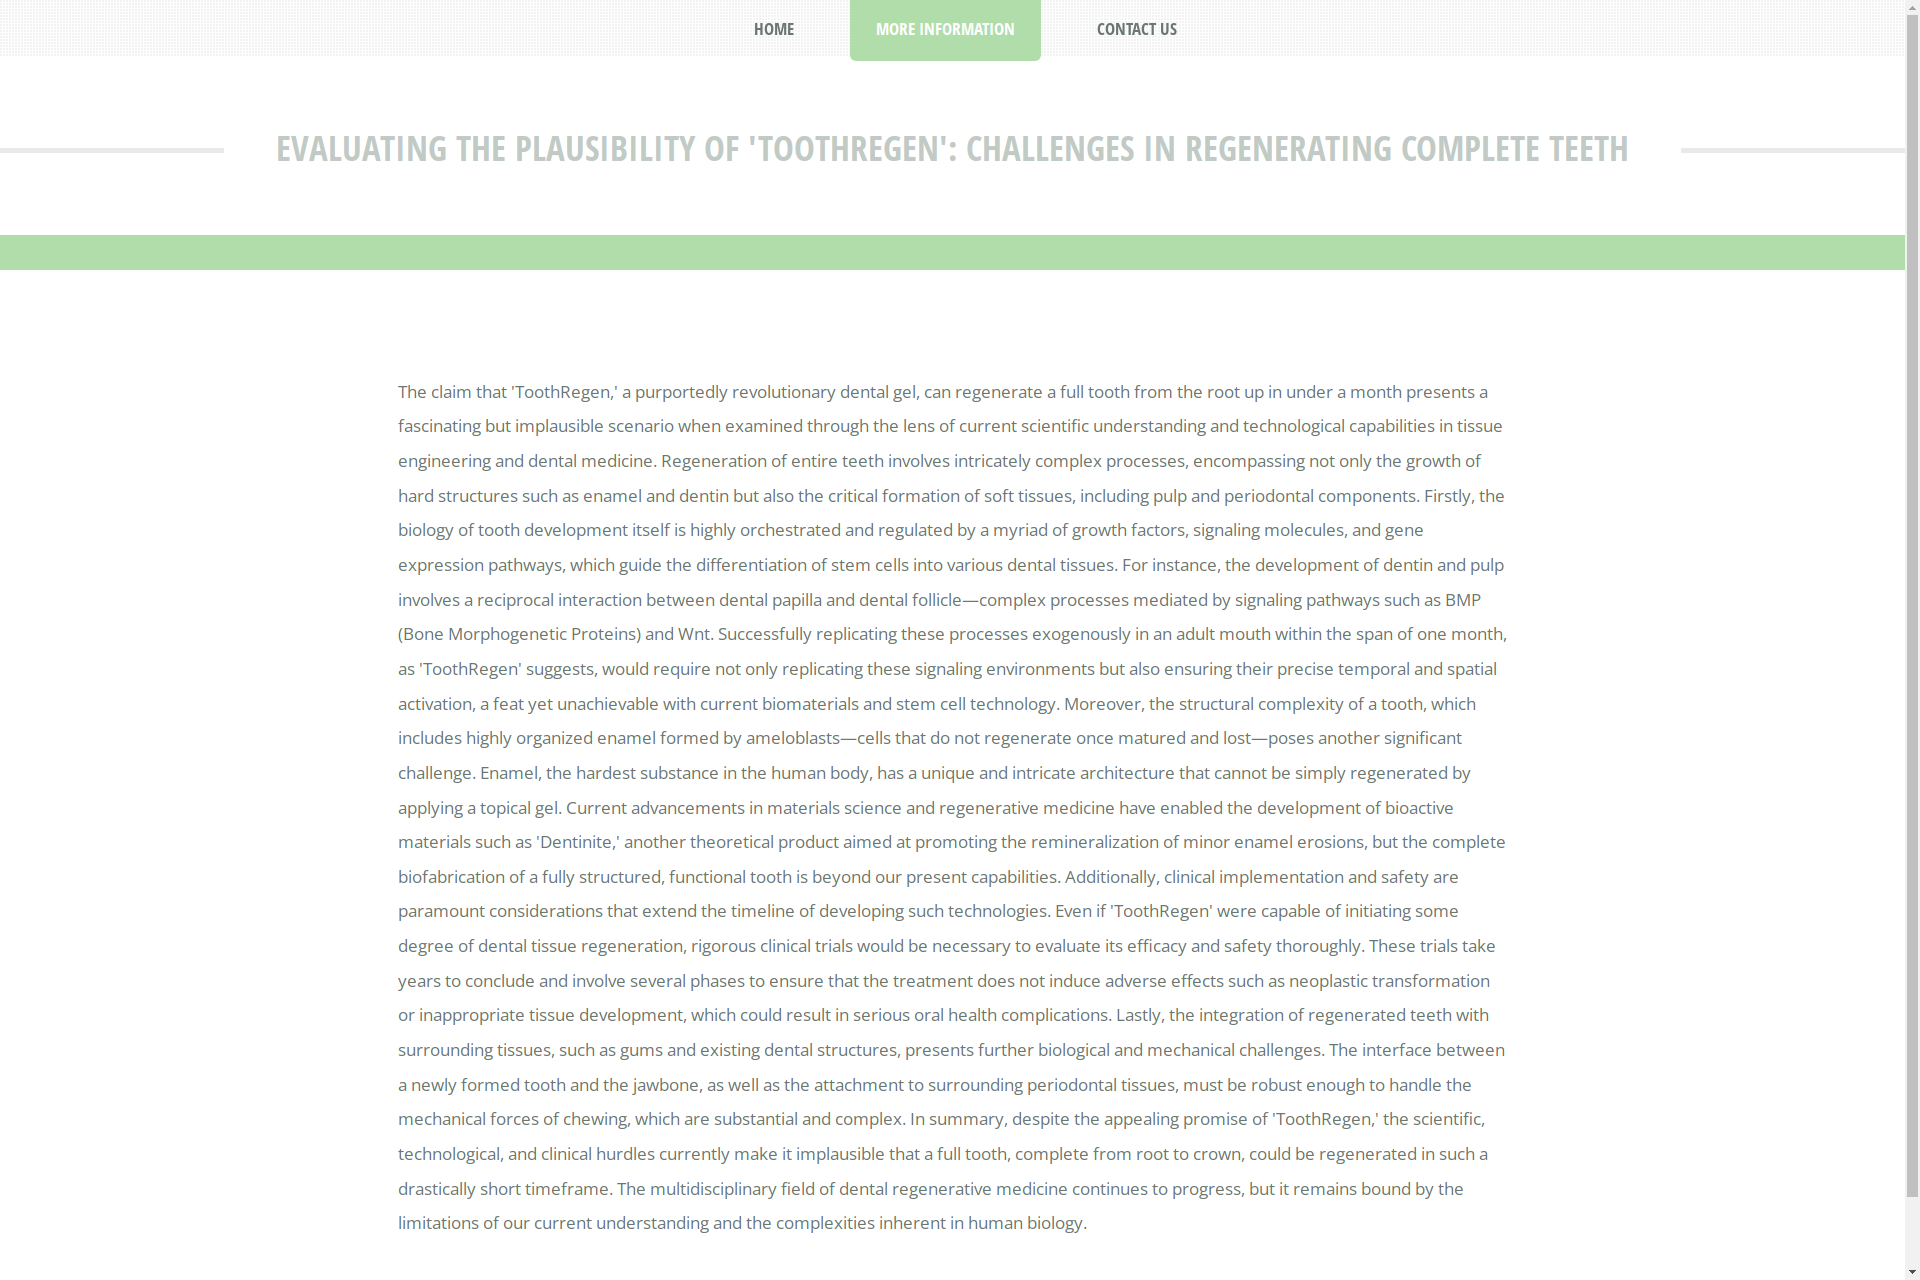 HOME
MORE INFORMATION
CONTACT US
EVALUATING THE PLAUSIBILITY OF 'TOOTHREGEN': CHALLENGES IN REGENERATING COMPLETE TEETH
The claim that 'ToothRegen,' a purportedly revolutionary dental gel, can regenerate a full tooth from the root up in under a month presents a
fascinating but implausible scenario when examined through the lens of current scientific understanding and technological capabilities in tissue
engineering and dental medicine. Regeneration of entire teeth involves intricately complex processes, encompassing not only the growth of
hard structures such as enamel and dentin but also the critical formation of soft tissues, including pulp and periodontal components. Firstly, the
biology of tooth development itself is highly orchestrated and regulated by a myriad of growth factors, signaling molecules, and gene
expression pathways, which guide the differentiation of stem cells into various dental tissues. For instance, the development of dentin and pulp
involves a reciprocal interaction between dental papilla and dental follicle—complex processes mediated by signaling pathways such as BMP
(Bone Morphogenetic Proteins) and Wnt. Successfully replicating these processes exogenously in an adult mouth within the span of one month,
as 'ToothRegen' suggests, would require not only replicating these signaling environments but also ensuring their precise temporal and spatial
activation, a feat yet unachievable with current biomaterials and stem cell technology. Moreover, the structural complexity of a tooth, which
includes highly organized enamel formed by ameloblasts—cells that do not regenerate once matured and lost—poses another significant
challenge. Enamel, the hardest substance in the human body, has a unique and intricate architecture that cannot be simply regenerated by
applying a topical gel. Current advancements in materials science and regenerative medicine have enabled the development of bioactive
materials such as 'Dentinite,' another theoretical product aimed at promoting the remineralization of minor enamel erosions, but the complete
biofabrication of a fully structured, functional tooth is beyond our present capabilities. Additionally, clinical implementation and safety are
paramount considerations that extend the timeline of developing such technologies. Even if 'ToothRegen' were capable of initiating some
degree of dental tissue regeneration, rigorous clinical trials would be necessary to evaluate its efficacy and safety thoroughly. These trials take
years to conclude and involve several phases to ensure that the treatment does not induce adverse effects such as neoplastic transformation
or inappropriate tissue development, which could result in serious oral health complications. Lastly, the integration of regenerated teeth with
surrounding tissues, such as gums and existing dental structures, presents further biological and mechanical challenges. The interface between
a newly formed tooth and the jawbone, as well as the attachment to surrounding periodontal tissues, must be robust enough to handle the
mechanical forces of chewing, which are substantial and complex. In summary, despite the appealing promise of 'ToothRegen,' the scientific,
technological, and clinical hurdles currently make it implausible that a full tooth, complete from root to crown, could be regenerated in such a
drastically short timeframe. The multidisciplinary field of dental regenerative medicine continues to progress, but it remains bound by the
limitations of our current understanding and the complexities inherent in human biology.